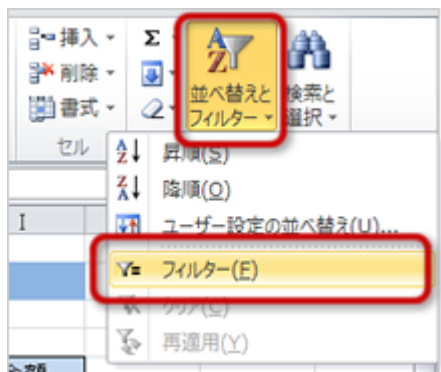 挿入
Σ
削除
書式
並べ替えと
フィルター
検索と
選択
セル
昇順(S)
降順(O)
I
ユーザー設定の並べ替え(U)...
フィルター(F)
クリア(C)
再適用(Y)